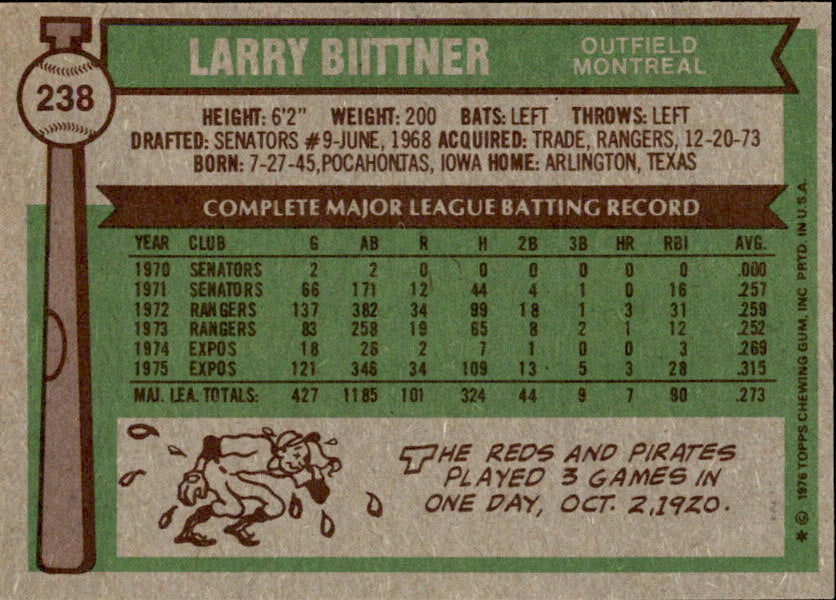 T
238
LARRY BIITTNER
OUTFIELD
MONTREAL
HEIGHT: 6'2" WEIGHT: 200 BATS: LEFT THROWS: LEFT
DRAFTED: SENATORS #9-JUNE, 1968 ACQUIRED: TRADE, RANGERS, 12-20-73
BORN: 7-27-45, POCAHONTAS, IOWA HOME: ARLINGTON, TEXAS
COMPLETE MAJOR LEAGUE BATTING RECORD
YEAR CLUB G AB R H 2B 3B HR RBI AVG.
1970 SENATORS 2 2 0 0 0 0 0 0 .000
1971 SENATORS 66 171 12 44 4 1 0 16 .257
1972 RANGERS 137 382 34 99 18 1 3 31 .259
1973 RANGERS 83 258 19 65 8 2 1 12 .252
1974 EXPOS 18 26 2 7 1 0 0 3 .269
1975 EXPOS 121 346 34 109 13 5 3 28 .315
MAJ. LEA. TOTALS: 427 1185 101 324 44 9 7 90 .273
THE REDS AND PIRATES
PLAYED 3 GAMES IN
ONE DAY, OCT. 2, 1920.
* © 1976 TOPPS CHEWING GUM, INC. PRTD. IN U.S.A.